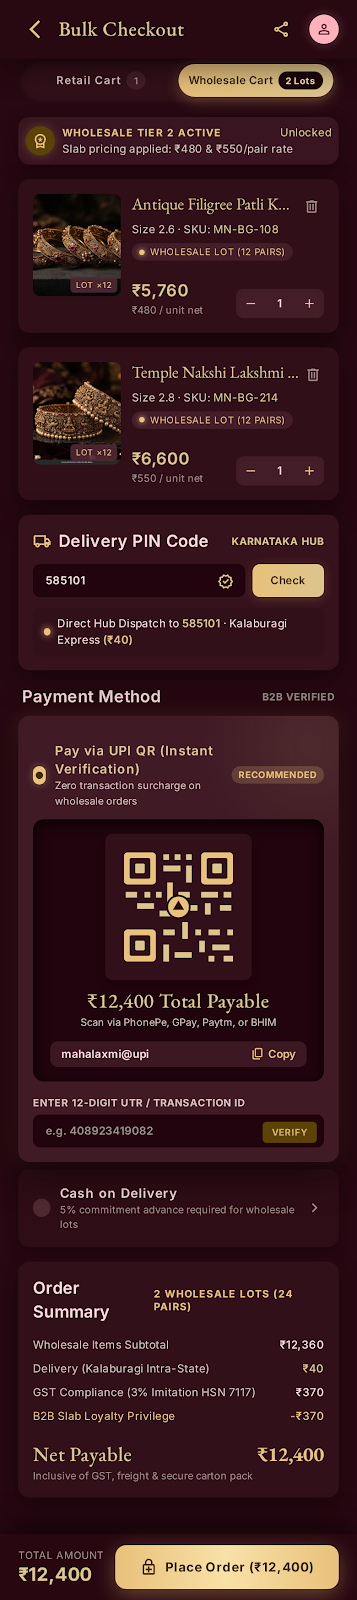 Bulk Checkout
Retail Cart 1
Wholesale Cart 2 Lots
WHOLESALE TIER 2 ACTIVE Unlocked
Slab pricing applied: ₹480 & ₹550/pair rate
Antique Filigree Patli K...
Size 2.6 · SKU: MN-BG-108
WHOLESALE LOT (12 PAIRS)
LOT ×12
₹5,760
₹480 / unit net
− 1 +
Temple Nakshi Lakshmi ...
Size 2.8 · SKU: MN-BG-214
WHOLESALE LOT (12 PAIRS)
LOT ×12
₹6,600
₹550 / unit net
− 1 +
Delivery PIN Code KARNATAKA HUB
585101 Check
Direct Hub Dispatch to 585101 · Kalaburagi
Express (₹40)
Payment Method B2B VERIFIED
Pay via UPI QR (Instant
Verification)
RECOMMENDED
Zero transaction surcharge on
wholesale orders
₹12,400 Total Payable
Scan via PhonePe, GPay, Paytm, or BHIM
mahalaxmi@upi Copy
ENTER 12-DIGIT UTR / TRANSACTION ID
e.g. 408923419082 VERIFY
Cash on Delivery
5% commitment advance required for wholesale
lots
Order
Summary
2 WHOLESALE LOTS (24
PAIRS)
Wholesale Items Subtotal ₹12,360
Delivery (Kalaburagi Intra-State) ₹40
GST Compliance (3% Imitation HSN 7117) ₹370
B2B Slab Loyalty Privilege -₹370
Net Payable ₹12,400
Inclusive of GST, freight & secure carton pack
TOTAL AMOUNT
₹12,400
Place Order (₹12,400)